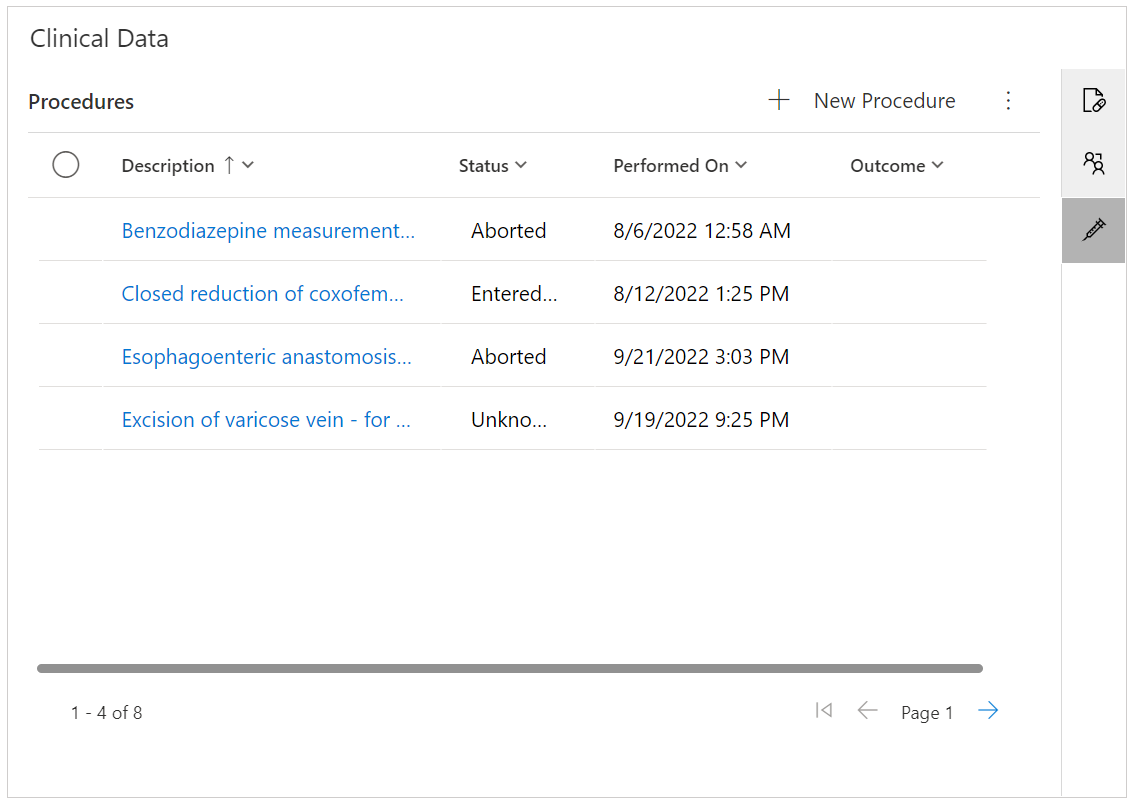 Clinical Data
Procedures
New Procedure
Description Status Performed On Outcome
Benzodiazepine measurement... Aborted 8/6/2022 12:58 AM
Closed reduction of coxofem... Entered... 8/12/2022 1:25 PM
Esophagoenteric anastomosis... Aborted 9/21/2022 3:03 PM
Excision of varicose vein - for ... Unkno... 9/19/2022 9:25 PM
1 - 4 of 8
Page 1